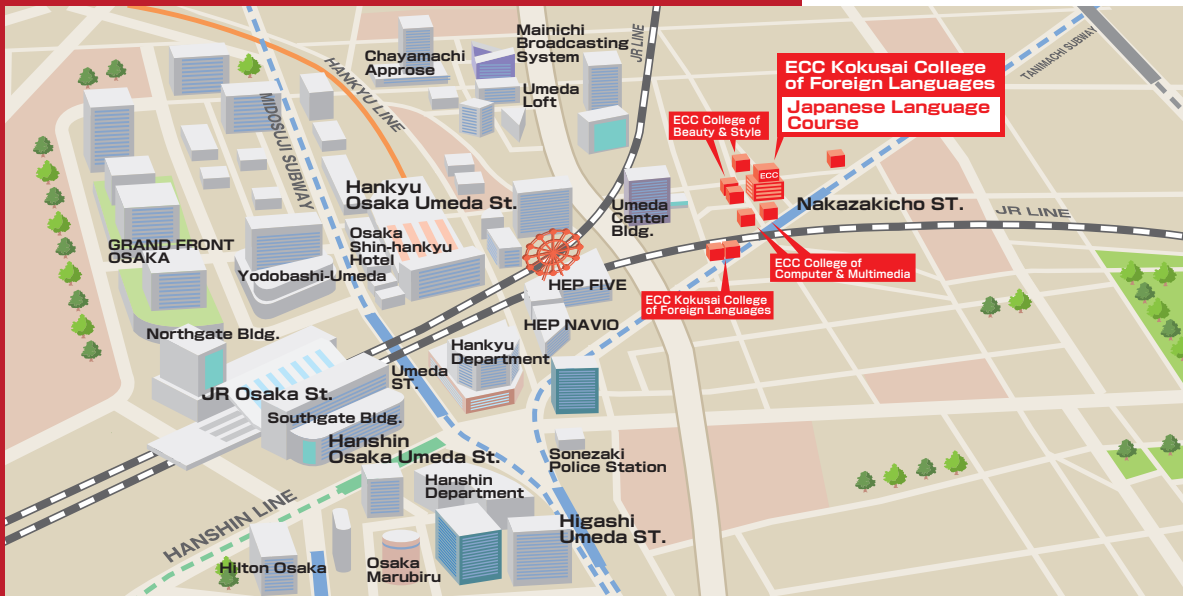 Mainichi
Broadcasting
System
Chayamachi
Approse
Umeda
Loft
JR LINE
HANKYU LINE
MIDOSUJI SUBWAY
TANIMACHI SUBWAY
ECC Kokusai College
of Foreign Languages
Japanese Language
Course
ECC College of
Beauty & Style
ECC
Hankyu
Osaka Umeda St.
Umeda
Center
Bldg.
Nakazakicho ST.
JR LINE
GRAND FRONT
OSAKA
Osaka
Shin-hankyu
Hotel
Yodobashi-Umeda
ECC College of
Computer & Multimedia
HEP FIVE
ECC Kokusai College
of Foreign Languages
HEP NAVIO
Northgate Bldg.
Hankyu
Department
Umeda
ST.
JR Osaka St.
Southgate Bldg.
Hanshin
Osaka Umeda St.
Sonezaki
Police Station
Hanshin
Department
HANSHIN LINE
Higashi
Umeda ST.
Hilton Osaka
Osaka
Marubiru